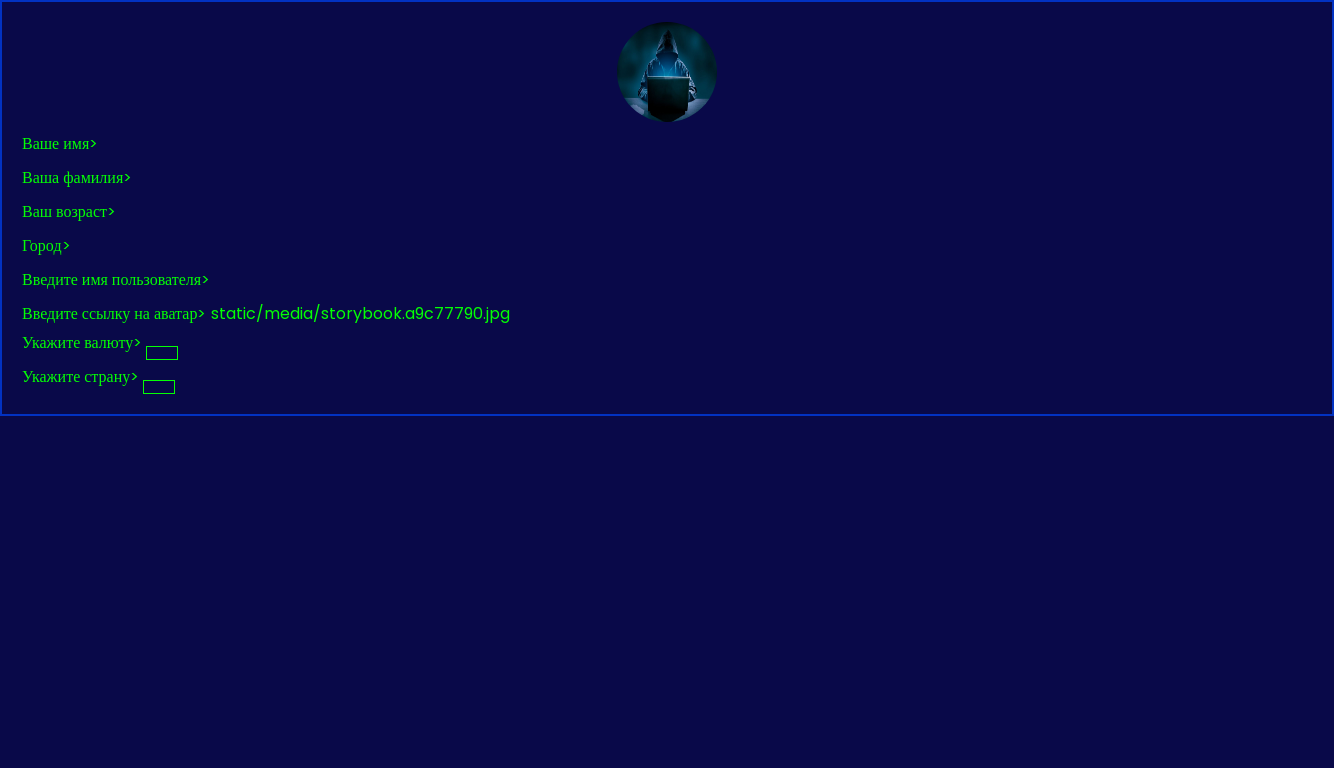 Ваше имя>
Ваша фамилия>
Ваш возраст>
Город>
Введите имя пользователя>
Введите ссылку на аватар> static/media/storybook.a9c77790.jpg
Укажите валюту>
Укажите страну>